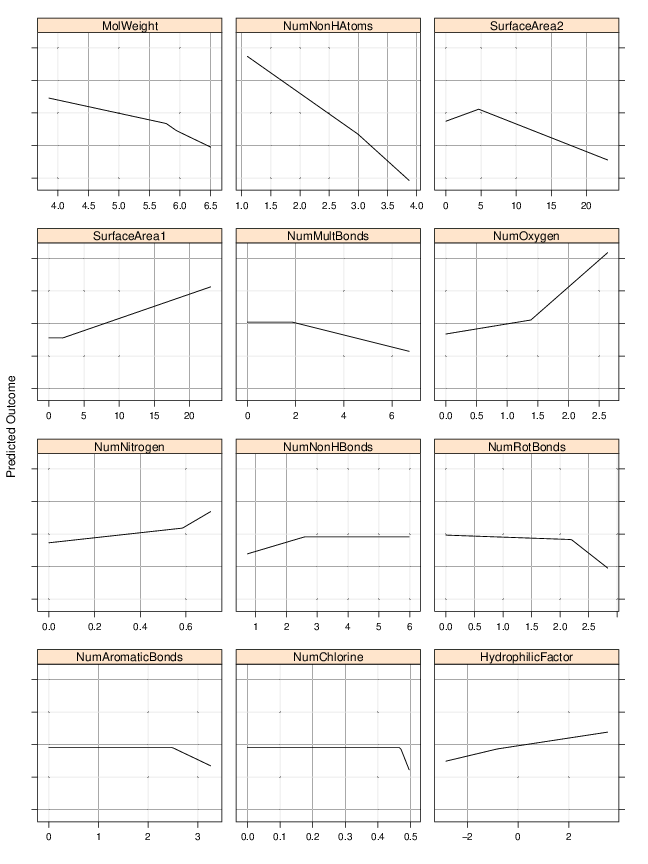 MolWeight NumNonHAtoms SurfaceArea2
4.0 4.5 5.0 5.5 6.0 6.5 1.0 1.5 2.0 2.5 3.0 3.5 4.0 0 5 10 15 20
SurfaceArea1 NumMultBonds NumOxygen
0 5 10 15 20 0 2 4 6 0.0 0.5 1.0 1.5 2.0 2.5
Predicted Outcome
NumNitrogen NumNonHBonds NumRotBonds
0.0 0.2 0.4 0.6 1 2 3 4 5 6 0.0 0.5 1.0 1.5 2.0 2.5
NumAromaticBonds NumChlorine HydrophilicFactor
0 1 2 3 0.0 0.1 0.2 0.3 0.4 0.5 −2 0 2